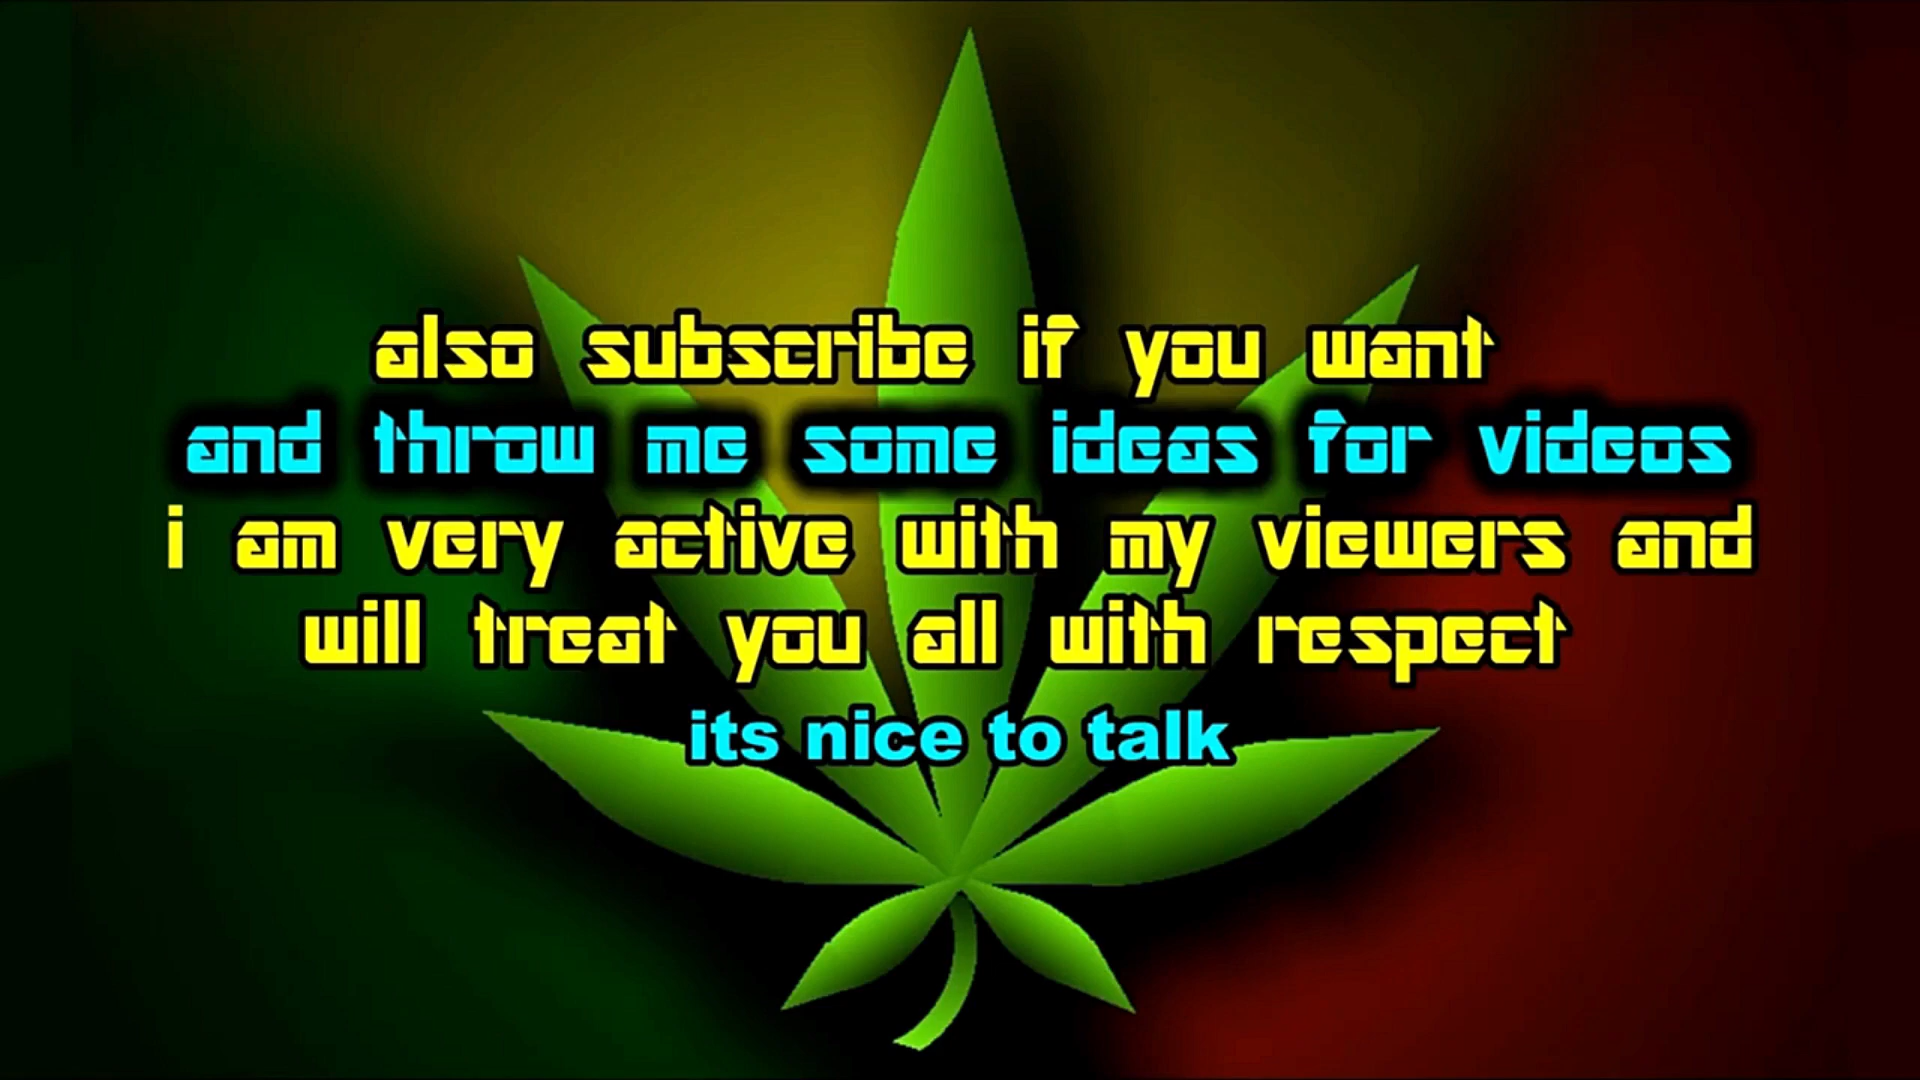 also subscribe if you want
and throw me some ideas for videos
i am very active with my viewers and
will treat you all with respect
its nice to talk